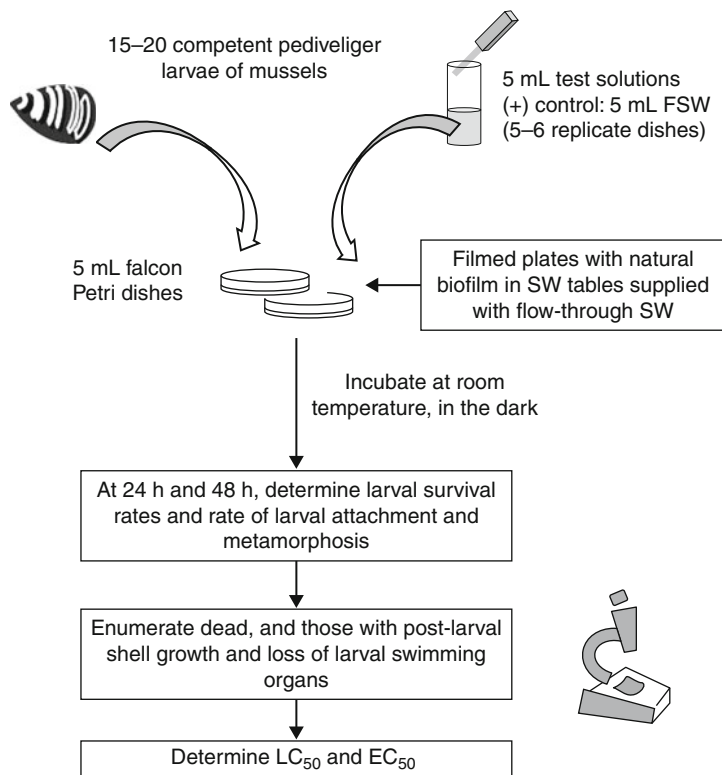 15–20 competent pediveliger
larvae of mussels
5 mL test solutions
(+) control: 5 mL FSW
(5–6 replicate dishes)
5 mL falcon
Petri dishes
Filmed plates with natural
biofilm in SW tables supplied
with flow-through SW
Incubate at room
temperature, in the dark
At 24 h and 48 h, determine larval survival
rates and rate of larval attachment and
metamorphosis
Enumerate dead, and those with post-larval
shell growth and loss of larval swimming
organs
Determine LC50 and EC50